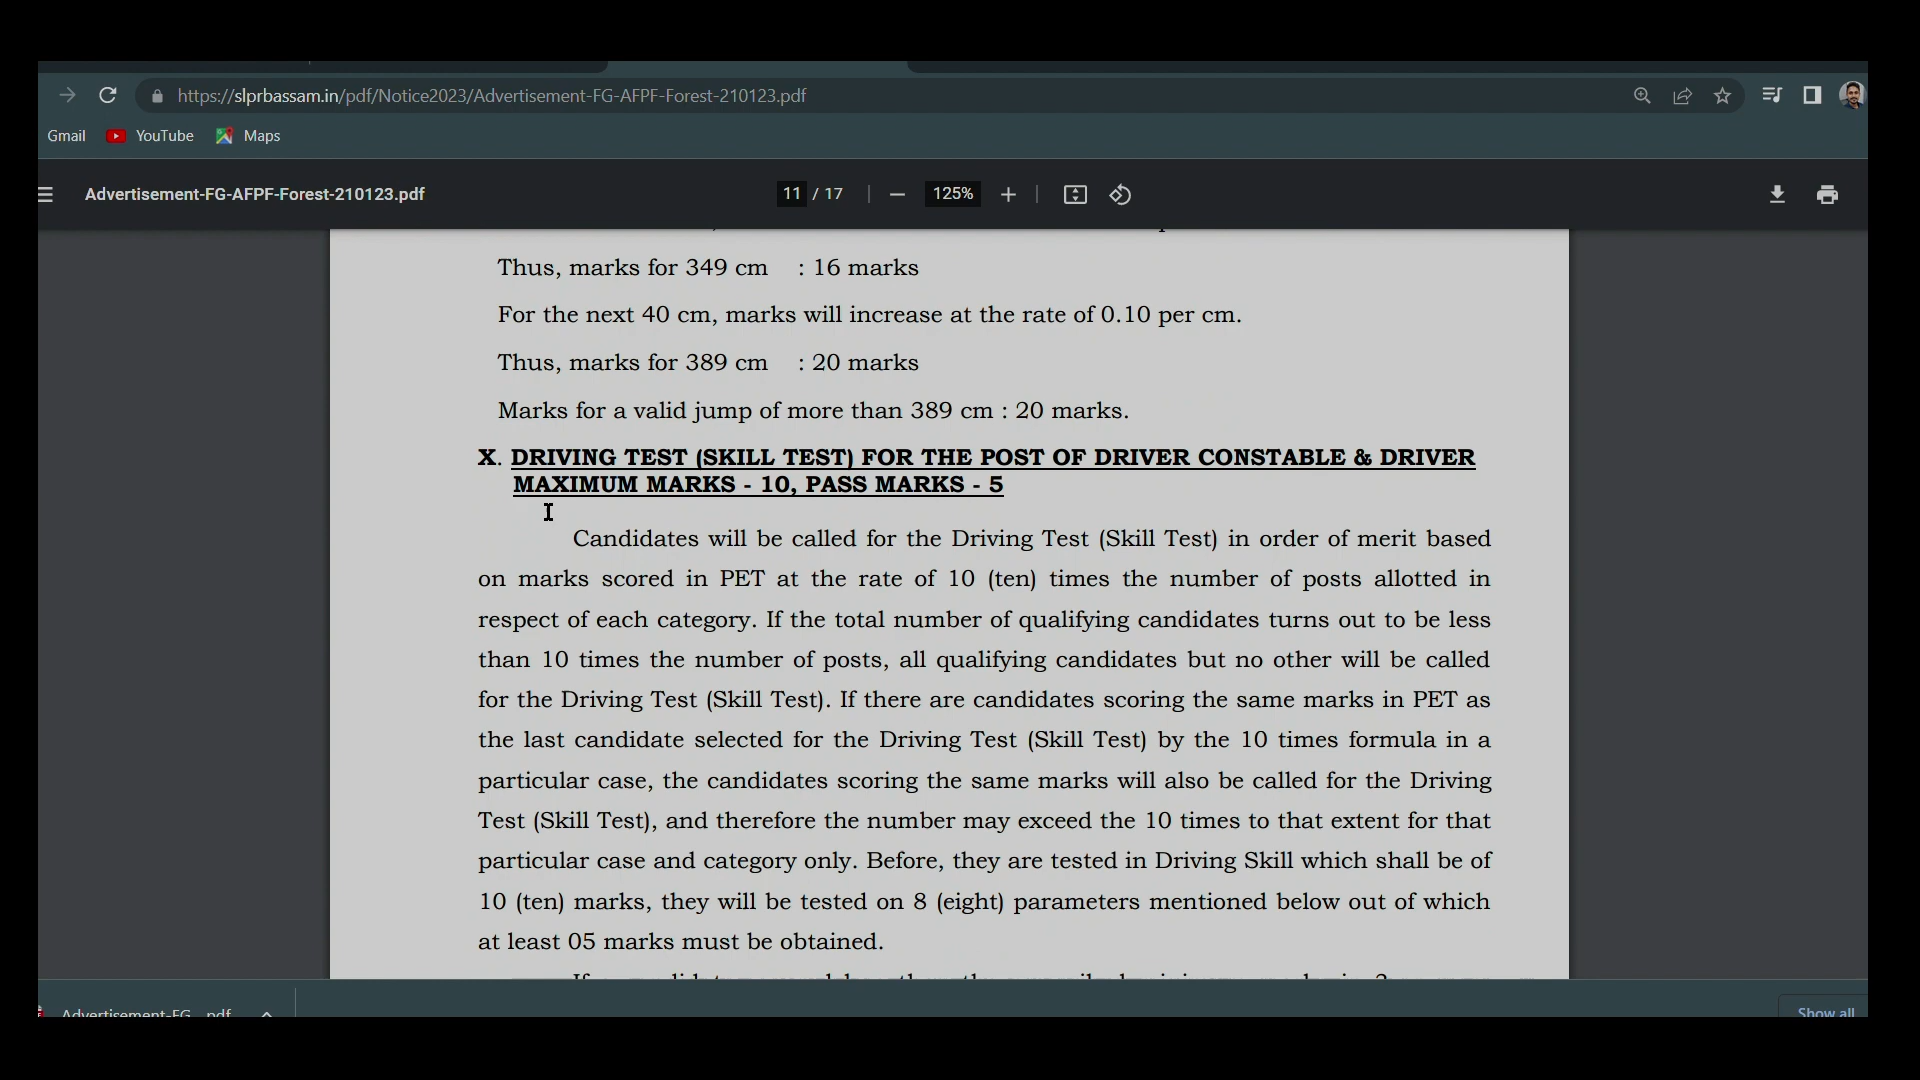 https://slprbassam.in/pdf/Notice2023/Advertisement-FG-AFPF-Forest-210123.pdf
Gmail YouTube Maps
Advertisement-FG-AFPF-Forest-210123.pdf 11 / 17 125%
Thus, marks for 349 cm : 16 marks
For the next 40 cm, marks will increase at the rate of 0.10 per cm.
Thus, marks for 389 cm : 20 marks
Marks for a valid jump of more than 389 cm : 20 marks.
X. DRIVING TEST (SKILL TEST) FOR THE POST OF DRIVER CONSTABLE & DRIVER
MAXIMUM MARKS - 10, PASS MARKS - 5
Candidates will be called for the Driving Test (Skill Test) in order of merit based
on marks scored in PET at the rate of 10 (ten) times the number of posts allotted in
respect of each category. If the total number of qualifying candidates turns out to be less
than 10 times the number of posts, all qualifying candidates but no other will be called
for the Driving Test (Skill Test). If there are candidates scoring the same marks in PET as
the last candidate selected for the Driving Test (Skill Test) by the 10 times formula in a
particular case, the candidates scoring the same marks will also be called for the Driving
Test (Skill Test), and therefore the number may exceed the 10 times to that extent for that
particular case and category only. Before, they are tested in Driving Skill which shall be of
10 (ten) marks, they will be tested on 8 (eight) parameters mentioned below out of which
at least 05 marks must be obtained.
Advertisement-FG....pdf Show all